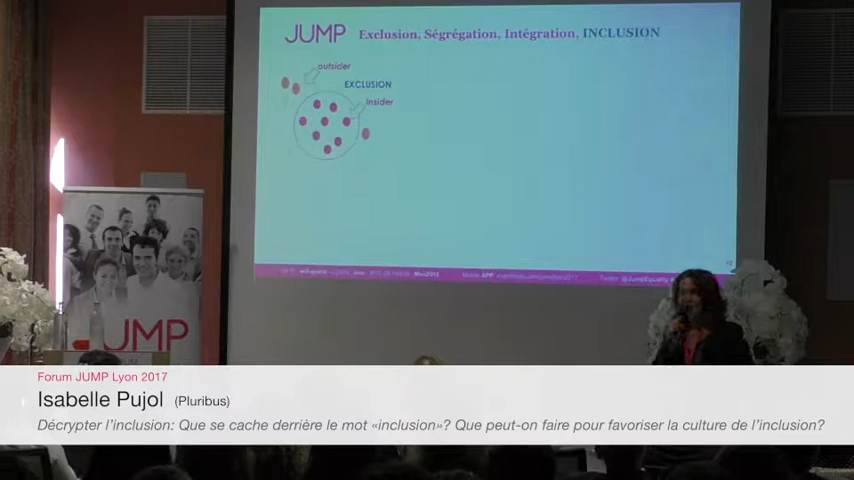 JUMP Exclusion, Ségrégation, Intégration, INCLUSION
outsider
EXCLUSION
Insider
JUMP
Forum JUMP Lyon 2017
Isabelle Pujol (Pluribus)
Décrypter l’inclusion: Que se cache derrière le mot «inclusion»? Que peut-on faire pour favoriser la culture de l’inclusion?